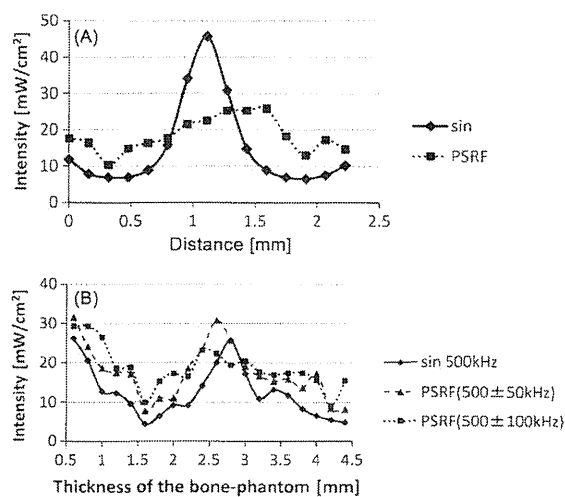 (A)
Intensity [mW/cm²]
50
40
30
20
10
0
0 0.5 1 1.5 2 2.5
Distance [mm]
sin
PSRF
(B)
Intensity [mW/cm²]
40
30
20
10
0
0.5 1 1.5 2 2.5 3 3.5 4 4.5
Thickness of the bone-phantom [mm]
sin 500kHz
PSRF(500±50kHz)
PSRF(500±100kHz)